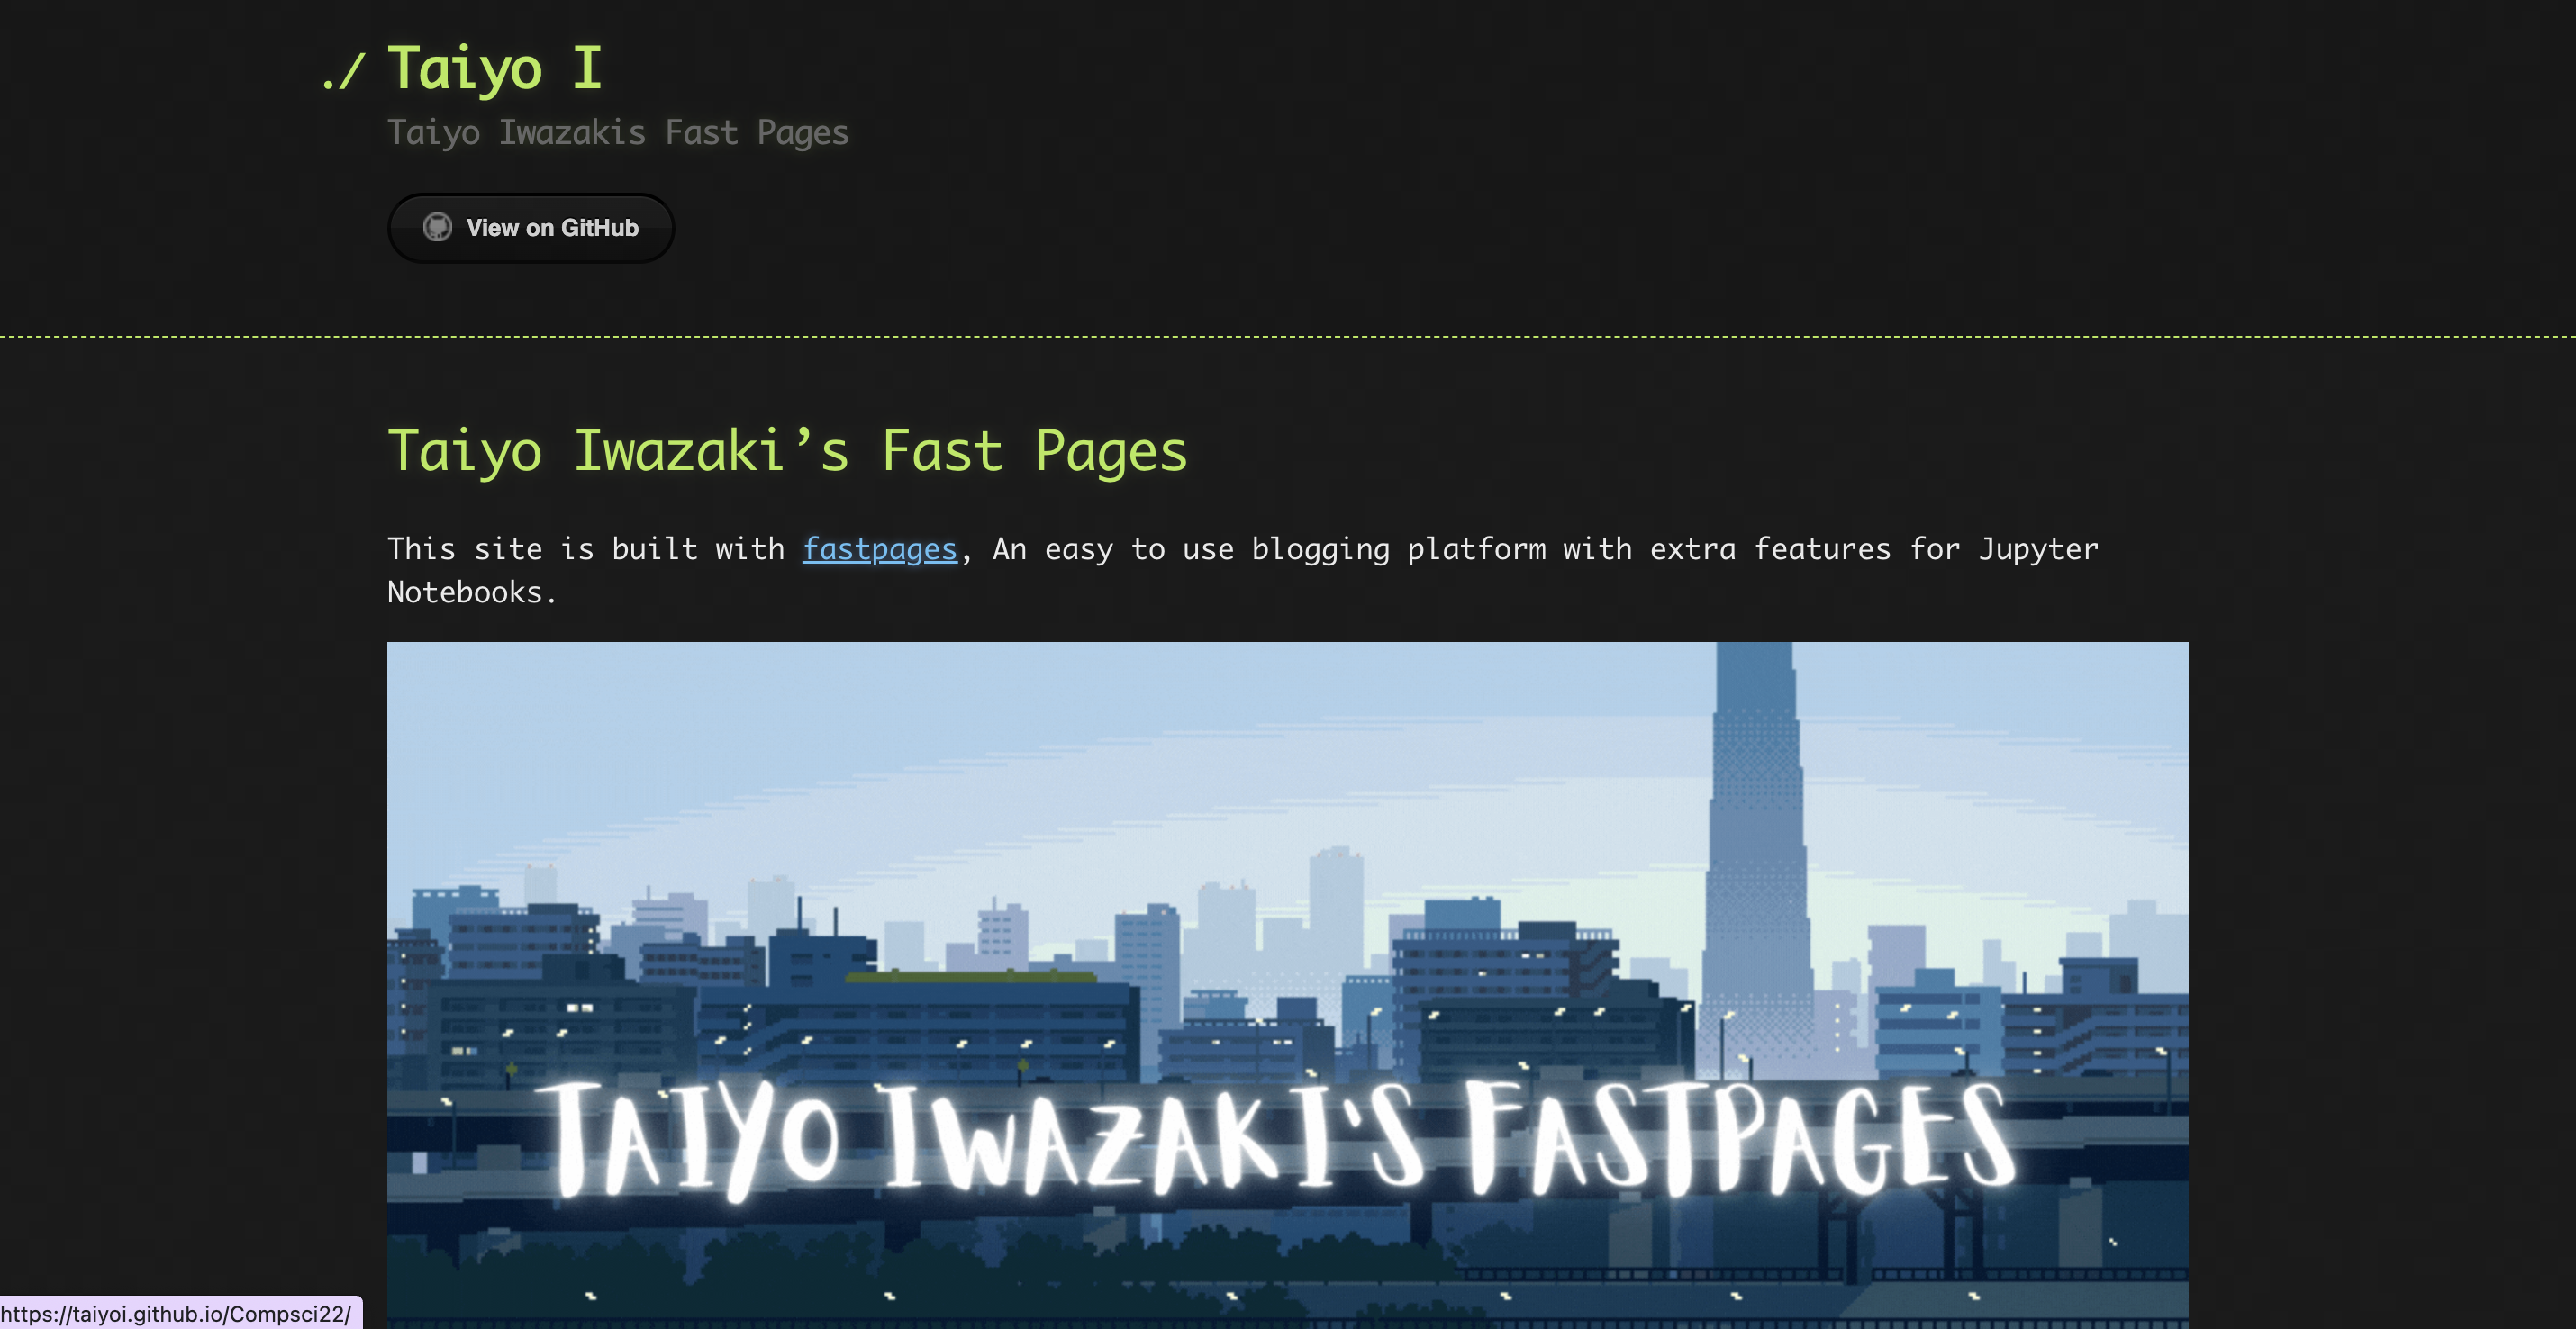 ./ Taiyo I
Taiyo Iwazakis Fast Pages
View on GitHub
Taiyo Iwazaki’s Fast Pages
This site is built with fastpages, An easy to use blogging platform with extra features for Jupyter
Notebooks.
TAIYO IWAZAKI'S FASTPAGES
https://taiyoi.github.io/Compsci22/